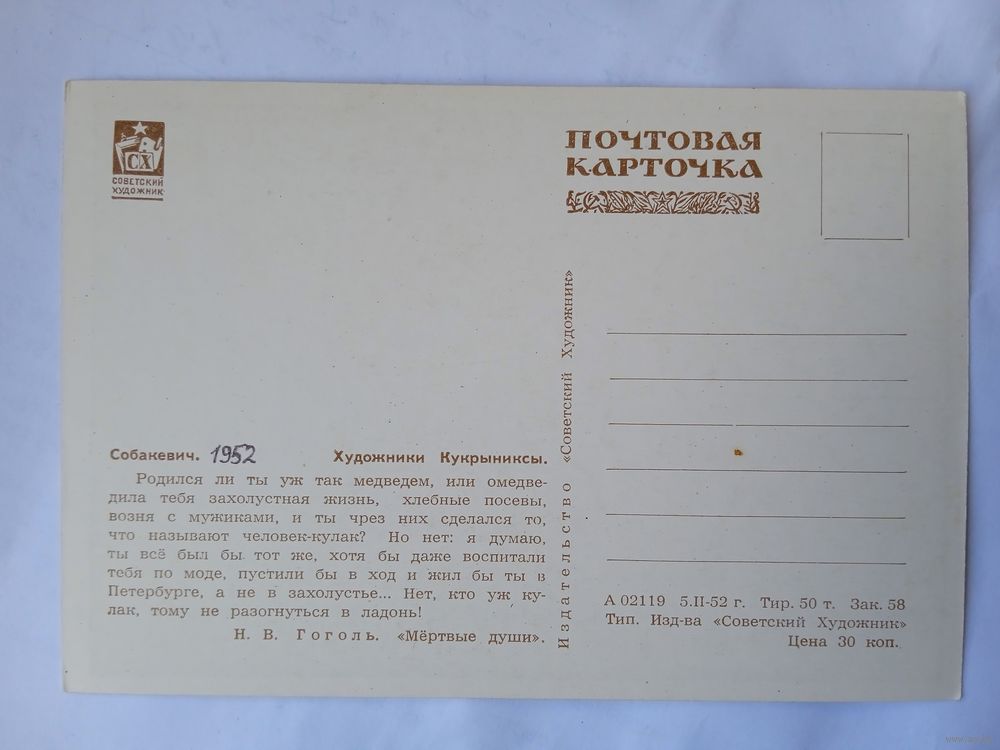 СХ
СОВЕТСКИЙ
ХУДОЖНИК
ПОЧТОВАЯ
КАРТОЧКА
Собакевич. 1952 Художники Кукрыниксы.
Родился ли ты уж так медведем, или омедве-
дила тебя захолустная жизнь, хлебные посевы,
возня с мужиками, и ты чрез них сделался то,
что называют человек-кулак? Но нет: я думаю,
ты всё был бы тот же, хотя бы даже воспитали
тебя по моде, пустили бы в ход и жил бы ты в
Петербурге, а не в захолустье... Нет, кто уж ку-
лак, тому не разогнуться в ладонь!
Н. В. Гоголь. «Мёртвые души».
Издательство «Советский Художник»
А 02119 5.II-52 г. Тир. 50 т. Зак. 58
Тип. Изд-ва «Советский Художник»
Цена 30 коп.